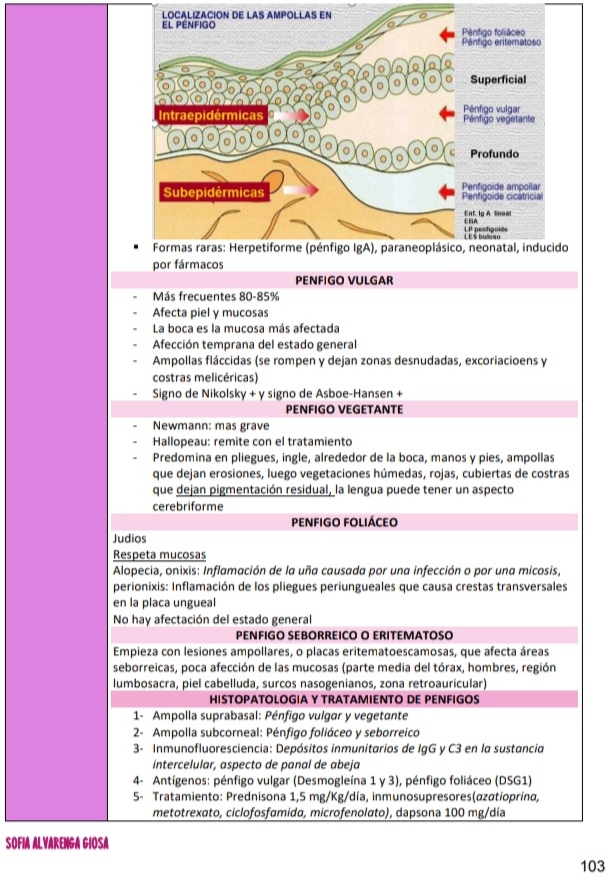 LOCALIZACION DE LAS AMPOLLAS EN
EL PENFIGO
Pénfigo foliáceo
Pénfigo eritematoso
Superficial
Intraepidérmicas
Pénfigo vulgar
Pénfigo vegetante
Profundo
Subepidérmicas
Penfigoide ampollar
Penfigoide cicatricial
Enf. Ig A lineal
EBA
LP penfigoide
LES buloso
▪ Formas raras: Herpetiforme (pénfigo IgA), paraneoplásico, neonatal, inducido
por fármacos
PENFIGO VULGAR
- Más frecuentes 80-85%
- Afecta piel y mucosas
- La boca es la mucosa más afectada
- Afección temprana del estado general
- Ampollas fláccidas (se rompen y dejan zonas desnudadas, excoriacioens y
costras melicéricas)
- Signo de Nikolsky + y signo de Asboe-Hansen +
PENFIGO VEGETANTE
- Newmann: mas grave
- Hallopeau: remite con el tratamiento
- Predomina en pliegues, ingle, alrededor de la boca, manos y pies, ampollas
que dejan erosiones, luego vegetaciones húmedas, rojas, cubiertas de costras
que dejan pigmentación residual, la lengua puede tener un aspecto
cerebriforme
PENFIGO FOLIÁCEO
Judios
Respeta mucosas
Alopecia, onixis: Inflamación de la uña causada por una infección o por una micosis,
perionixis: Inflamación de los pliegues periungueales que causa crestas transversales
en la placa ungueal
No hay afectación del estado general
PENFIGO SEBORREICO O ERITEMATOSO
Empieza con lesiones ampollares, o placas eritematoescamosas, que afecta áreas
seborreicas, poca afección de las mucosas (parte media del tórax, hombres, región
lumbosacra, piel cabelluda, surcos nasogenianos, zona retroauricular)
HISTOPATOLOGIA Y TRATAMIENTO DE PENFIGOS
1- Ampolla suprabasal: Pénfigo vulgar y vegetante
2- Ampolla subcorneal: Pénfigo foliáceo y seborreico
3- Inmunofluoresciencia: Depósitos inmunitarios de IgG y C3 en la sustancia
intercelular, aspecto de panal de abeja
4- Antígenos: pénfigo vulgar (Desmogleína 1 y 3), pénfigo foliáceo (DSG1)
5- Tratamiento: Prednisona 1,5 mg/Kg/día, inmunosupresores(azatioprina,
metotrexato, ciclofosfamida, microfenolato), dapsona 100 mg/día
SOFIA ALVARENGA GIOSA
103